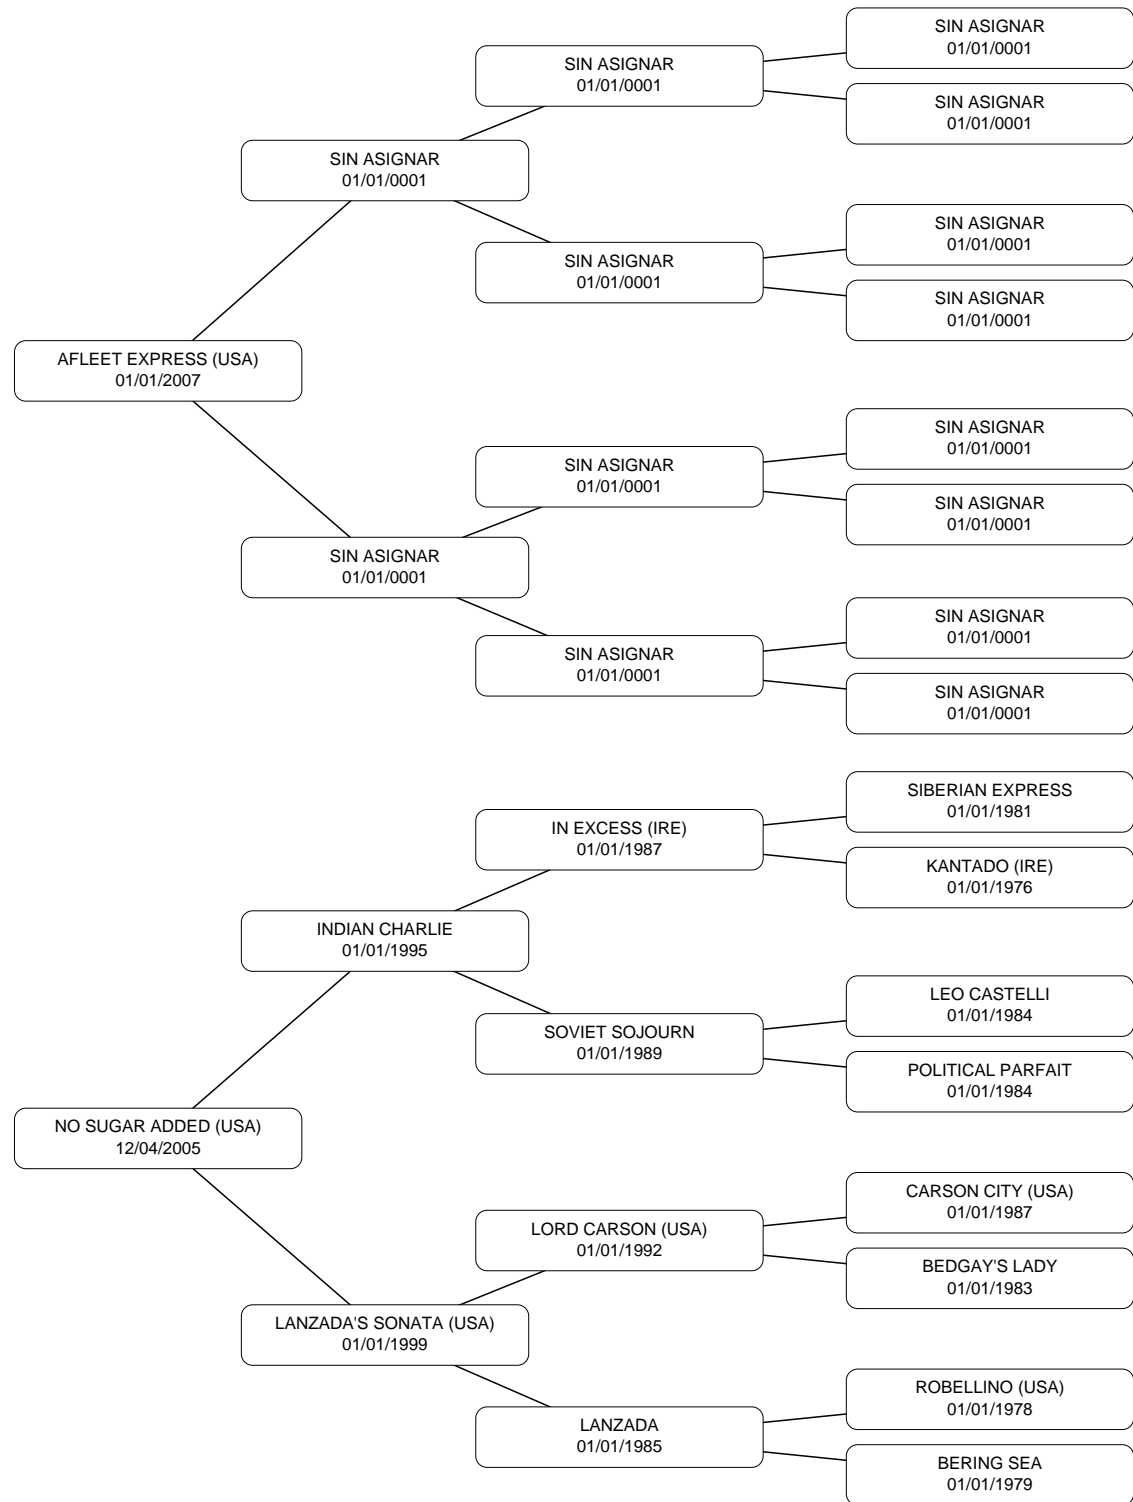 SIN ASIGNAR
01/01/0001
SIN ASIGNAR
01/01/0001
SIN ASIGNAR
01/01/0001
SIN ASIGNAR
01/01/0001
SIN ASIGNAR
01/01/0001
SIN ASIGNAR
01/01/0001
SIN ASIGNAR
01/01/0001
AFLEET EXPRESS (USA)
01/01/2007
SIN ASIGNAR
01/01/0001
SIN ASIGNAR
01/01/0001
SIN ASIGNAR
01/01/0001
SIN ASIGNAR
01/01/0001
SIN ASIGNAR
01/01/0001
SIN ASIGNAR
01/01/0001
SIN ASIGNAR
01/01/0001
SIBERIAN EXPRESS
01/01/1981
IN EXCESS (IRE)
01/01/1987
KANTADO (IRE)
01/01/1976
INDIAN CHARLIE
01/01/1995
LEO CASTELLI
01/01/1984
SOVIET SOJOURN
01/01/1989
POLITICAL PARFAIT
01/01/1984
NO SUGAR ADDED (USA)
12/04/2005
CARSON CITY (USA)
01/01/1987
LORD CARSON (USA)
01/01/1992
BEDGAY'S LADY
01/01/1983
LANZADA'S SONATA (USA)
01/01/1999
ROBELLINO (USA)
01/01/1978
LANZADA
01/01/1985
BERING SEA
01/01/1979